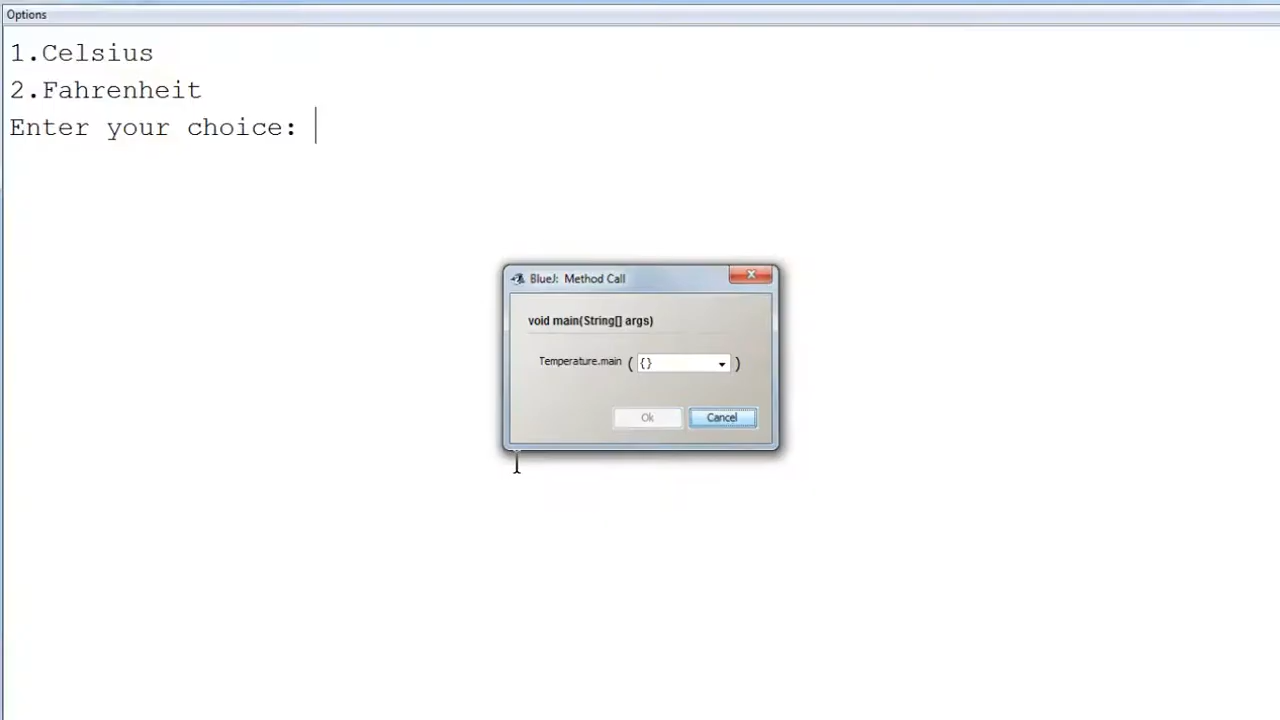 Options
1.Celsius
2.Fahrenheit
Enter your choice:
BlueJ: Method Call
void main(String[] args)
Temperature.main ( {} )
Ok Cancel